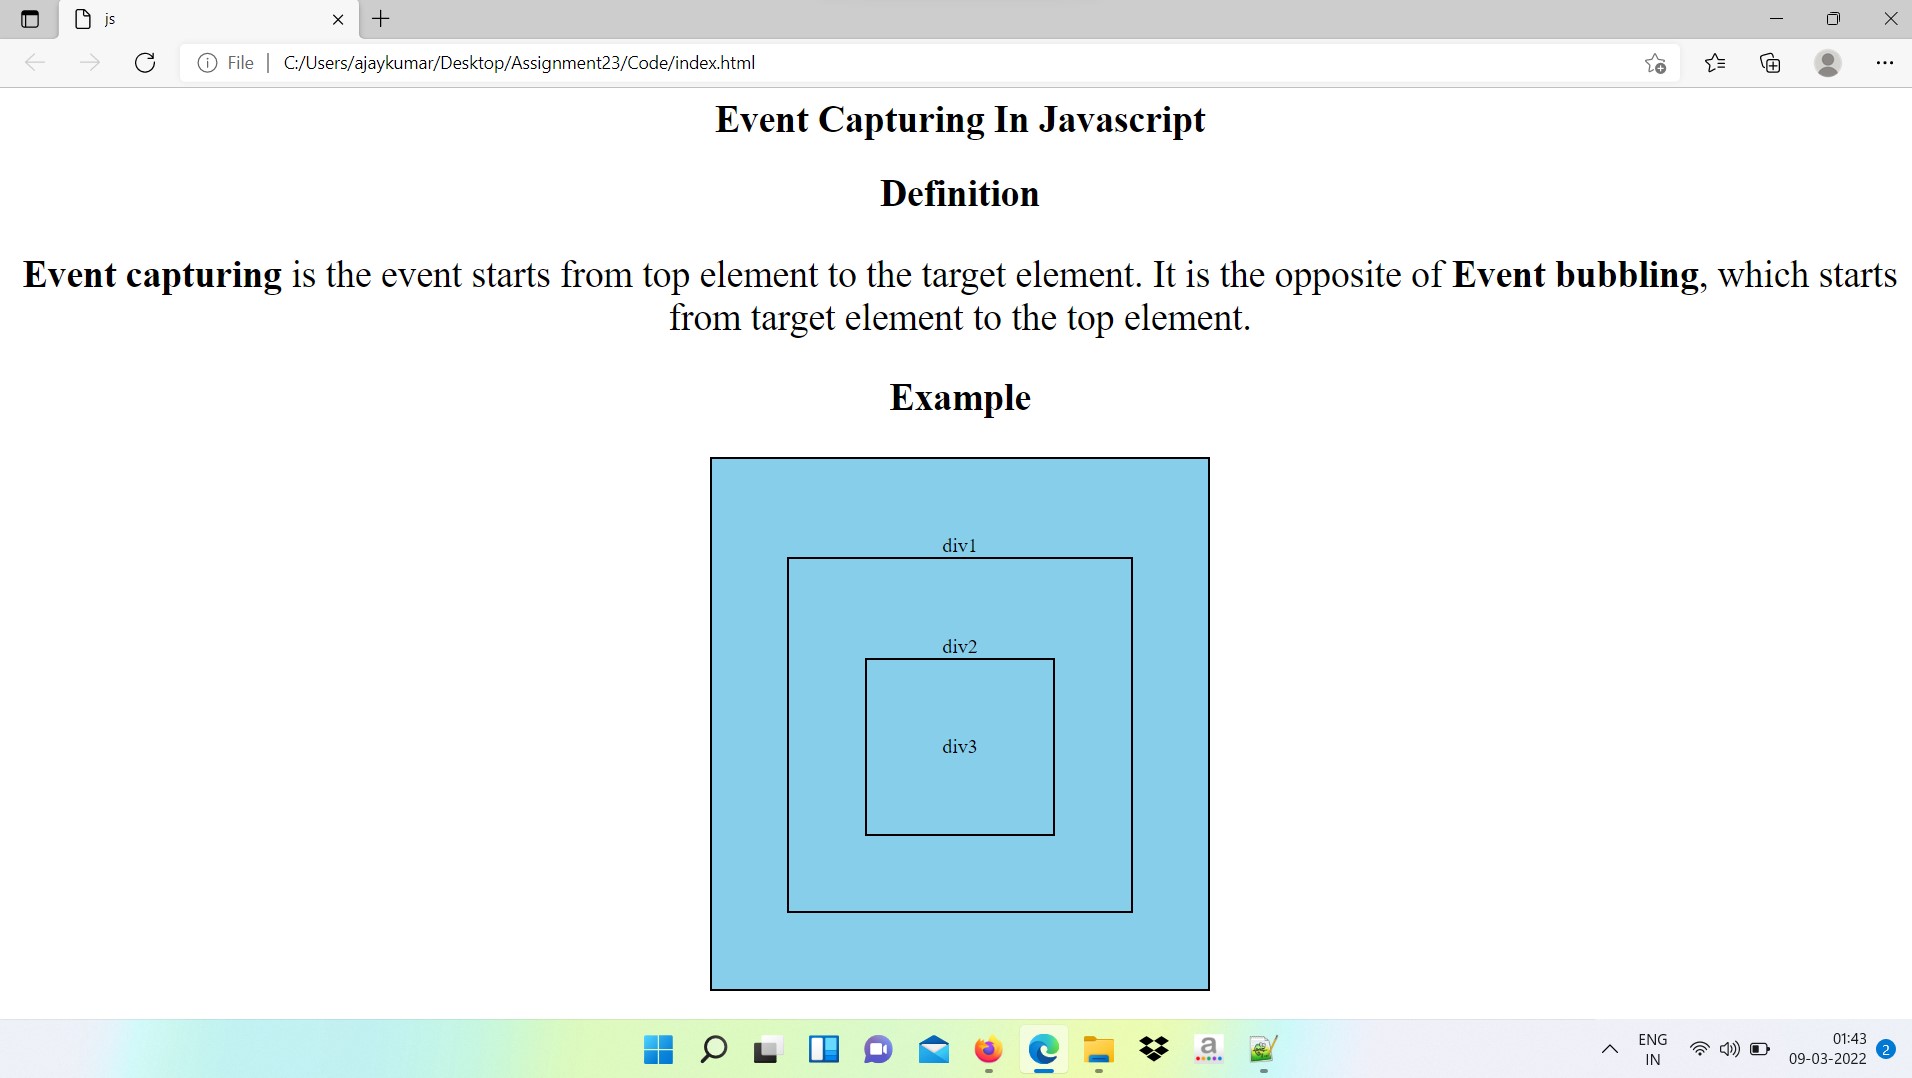 js
File
C:/Users/ajaykumar/Desktop/Assignment23/Code/index.html
Event Capturing In Javascript
Definition
Event capturing is the event starts from top element to the target element. It is the opposite of Event bubbling, which starts
from target element to the top element.
Example
div1
div2
div3
a
ENG
IN
01:43
09-03-2022
2